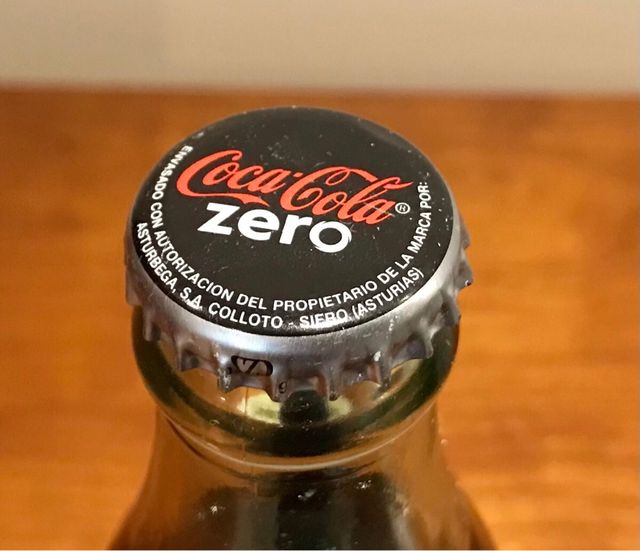 Coca-Cola®
zero
ENVASADO CON AUTORIZACION DEL PROPIETARIO DE LA MARCA POR:
ASTURBEGA, S.A. COLLOTO - SIERO (ASTURIAS)